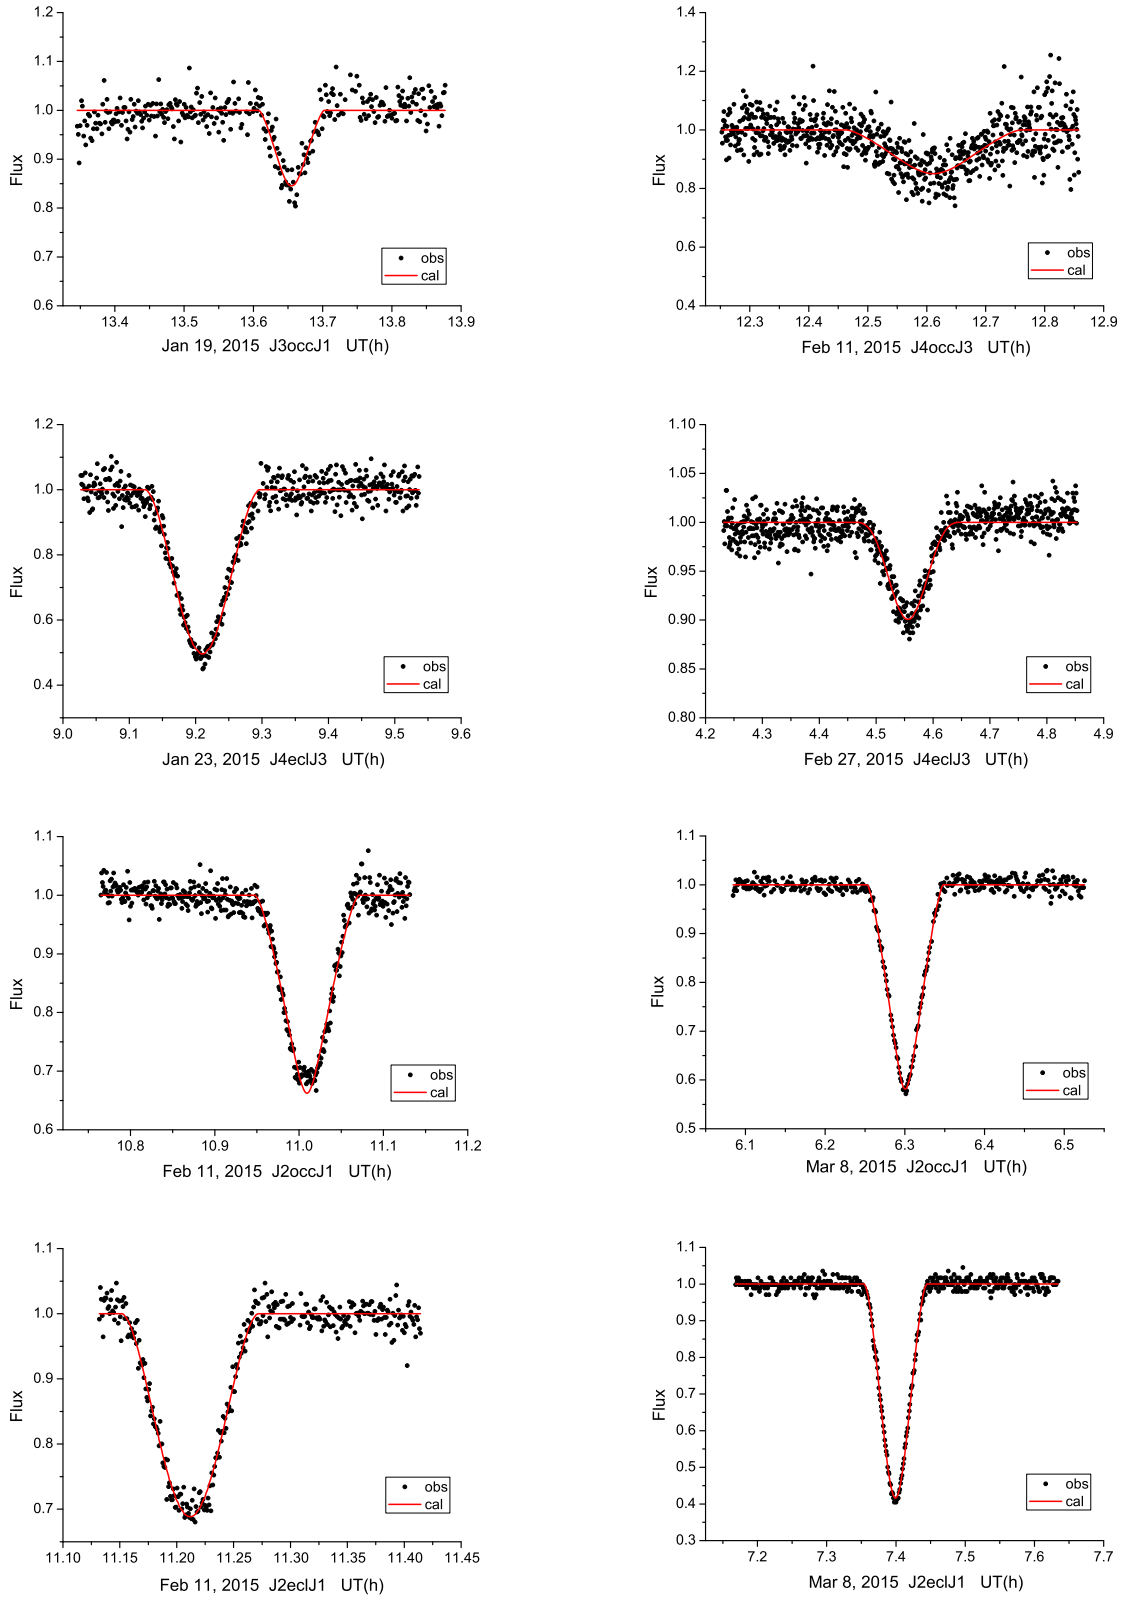 1.2
1.1
1.0
0.9
0.8
0.7
0.6
Flux
obs
cal
13.4 13.5 13.6 13.7 13.8 13.9
Jan 19, 2015 J3occJ1 UT(h)
1.4
1.2
1.0
0.8
0.6
0.4
Flux
obs
cal
12.3 12.4 12.5 12.6 12.7 12.8 12.9
Feb 11, 2015 J4occJ3 UT(h)
1.2
1.0
0.8
0.6
0.4
Flux
obs
cal
9.0 9.1 9.2 9.3 9.4 9.5 9.6
Jan 23, 2015 J4eclJ3 UT(h)
1.10
1.05
1.00
0.95
0.90
0.85
0.80
Flux
obs
cal
4.2 4.3 4.4 4.5 4.6 4.7 4.8 4.9
Feb 27, 2015 J4eclJ3 UT(h)
1.1
1.0
0.9
0.8
0.7
0.6
Flux
obs
cal
10.8 10.9 11.0 11.1 11.2
Feb 11, 2015 J2occJ1 UT(h)
1.1
1.0
0.9
0.8
0.7
0.6
0.5
Flux
obs
cal
6.1 6.2 6.3 6.4 6.5
Mar 8, 2015 J2occJ1 UT(h)
1.1
1.0
0.9
0.8
0.7
Flux
obs
cal
11.10 11.15 11.20 11.25 11.30 11.35 11.40 11.45
Feb 11, 2015 J2eclJ1 UT(h)
1.1
1.0
0.9
0.8
0.7
0.6
0.5
0.4
0.3
Flux
obs
cal
7.2 7.3 7.4 7.5 7.6 7.7
Mar 8, 2015 J2eclJ1 UT(h)